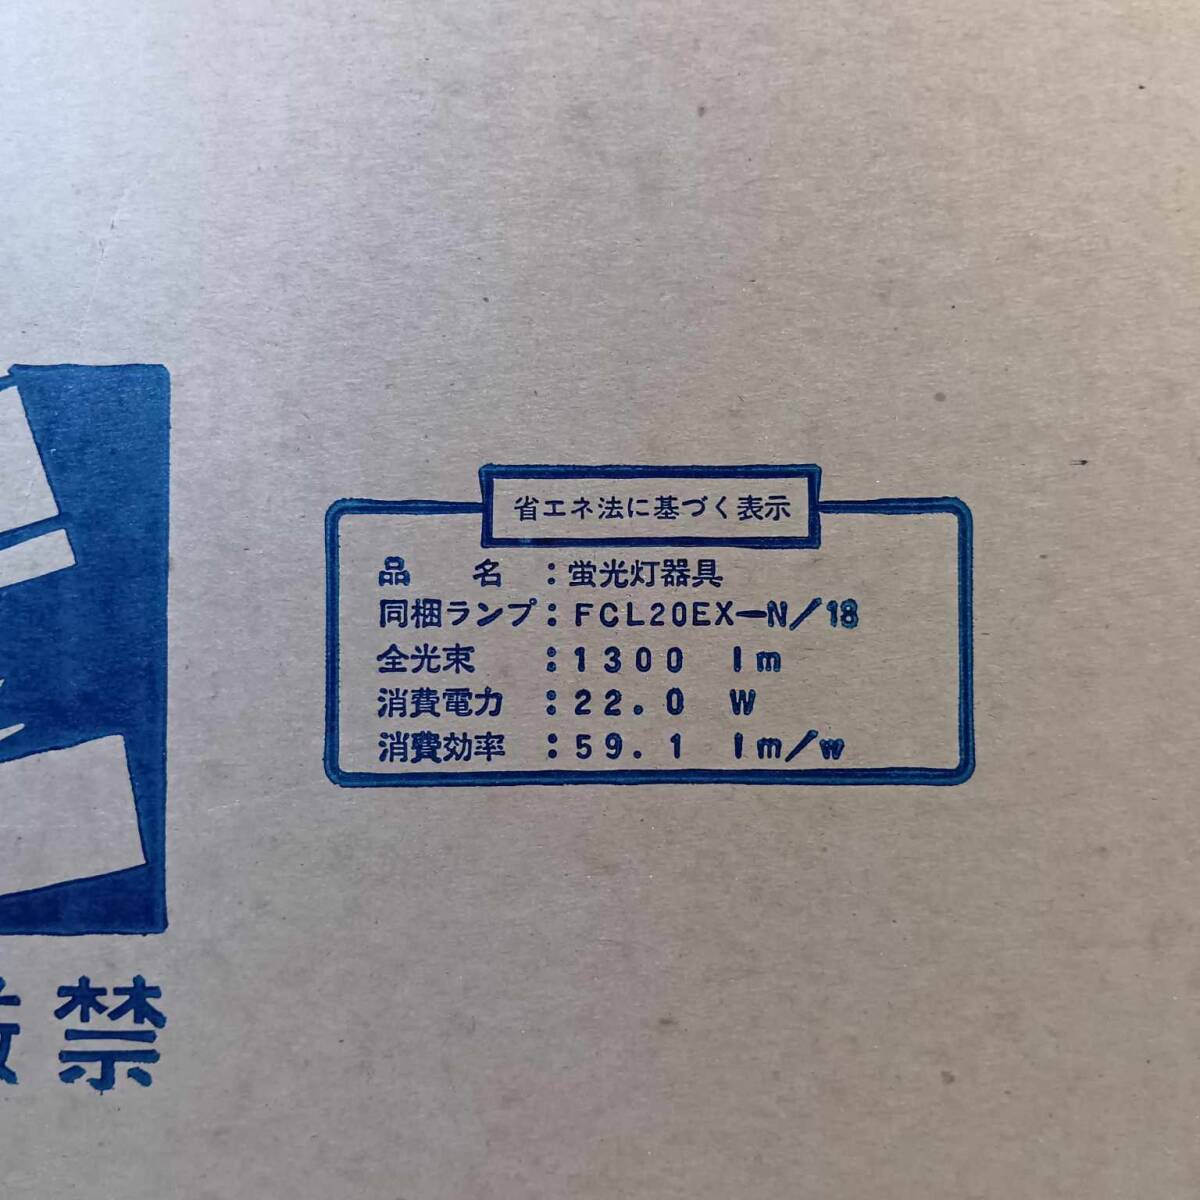 省エネ法に基づく表示
品 名 : 蛍光灯器具
同梱ランプ : FCL20EX-N/18
全光束 : 1300 lm
消費電力 : 22.0 W
消費効率 : 59.1 lm/w
厳禁